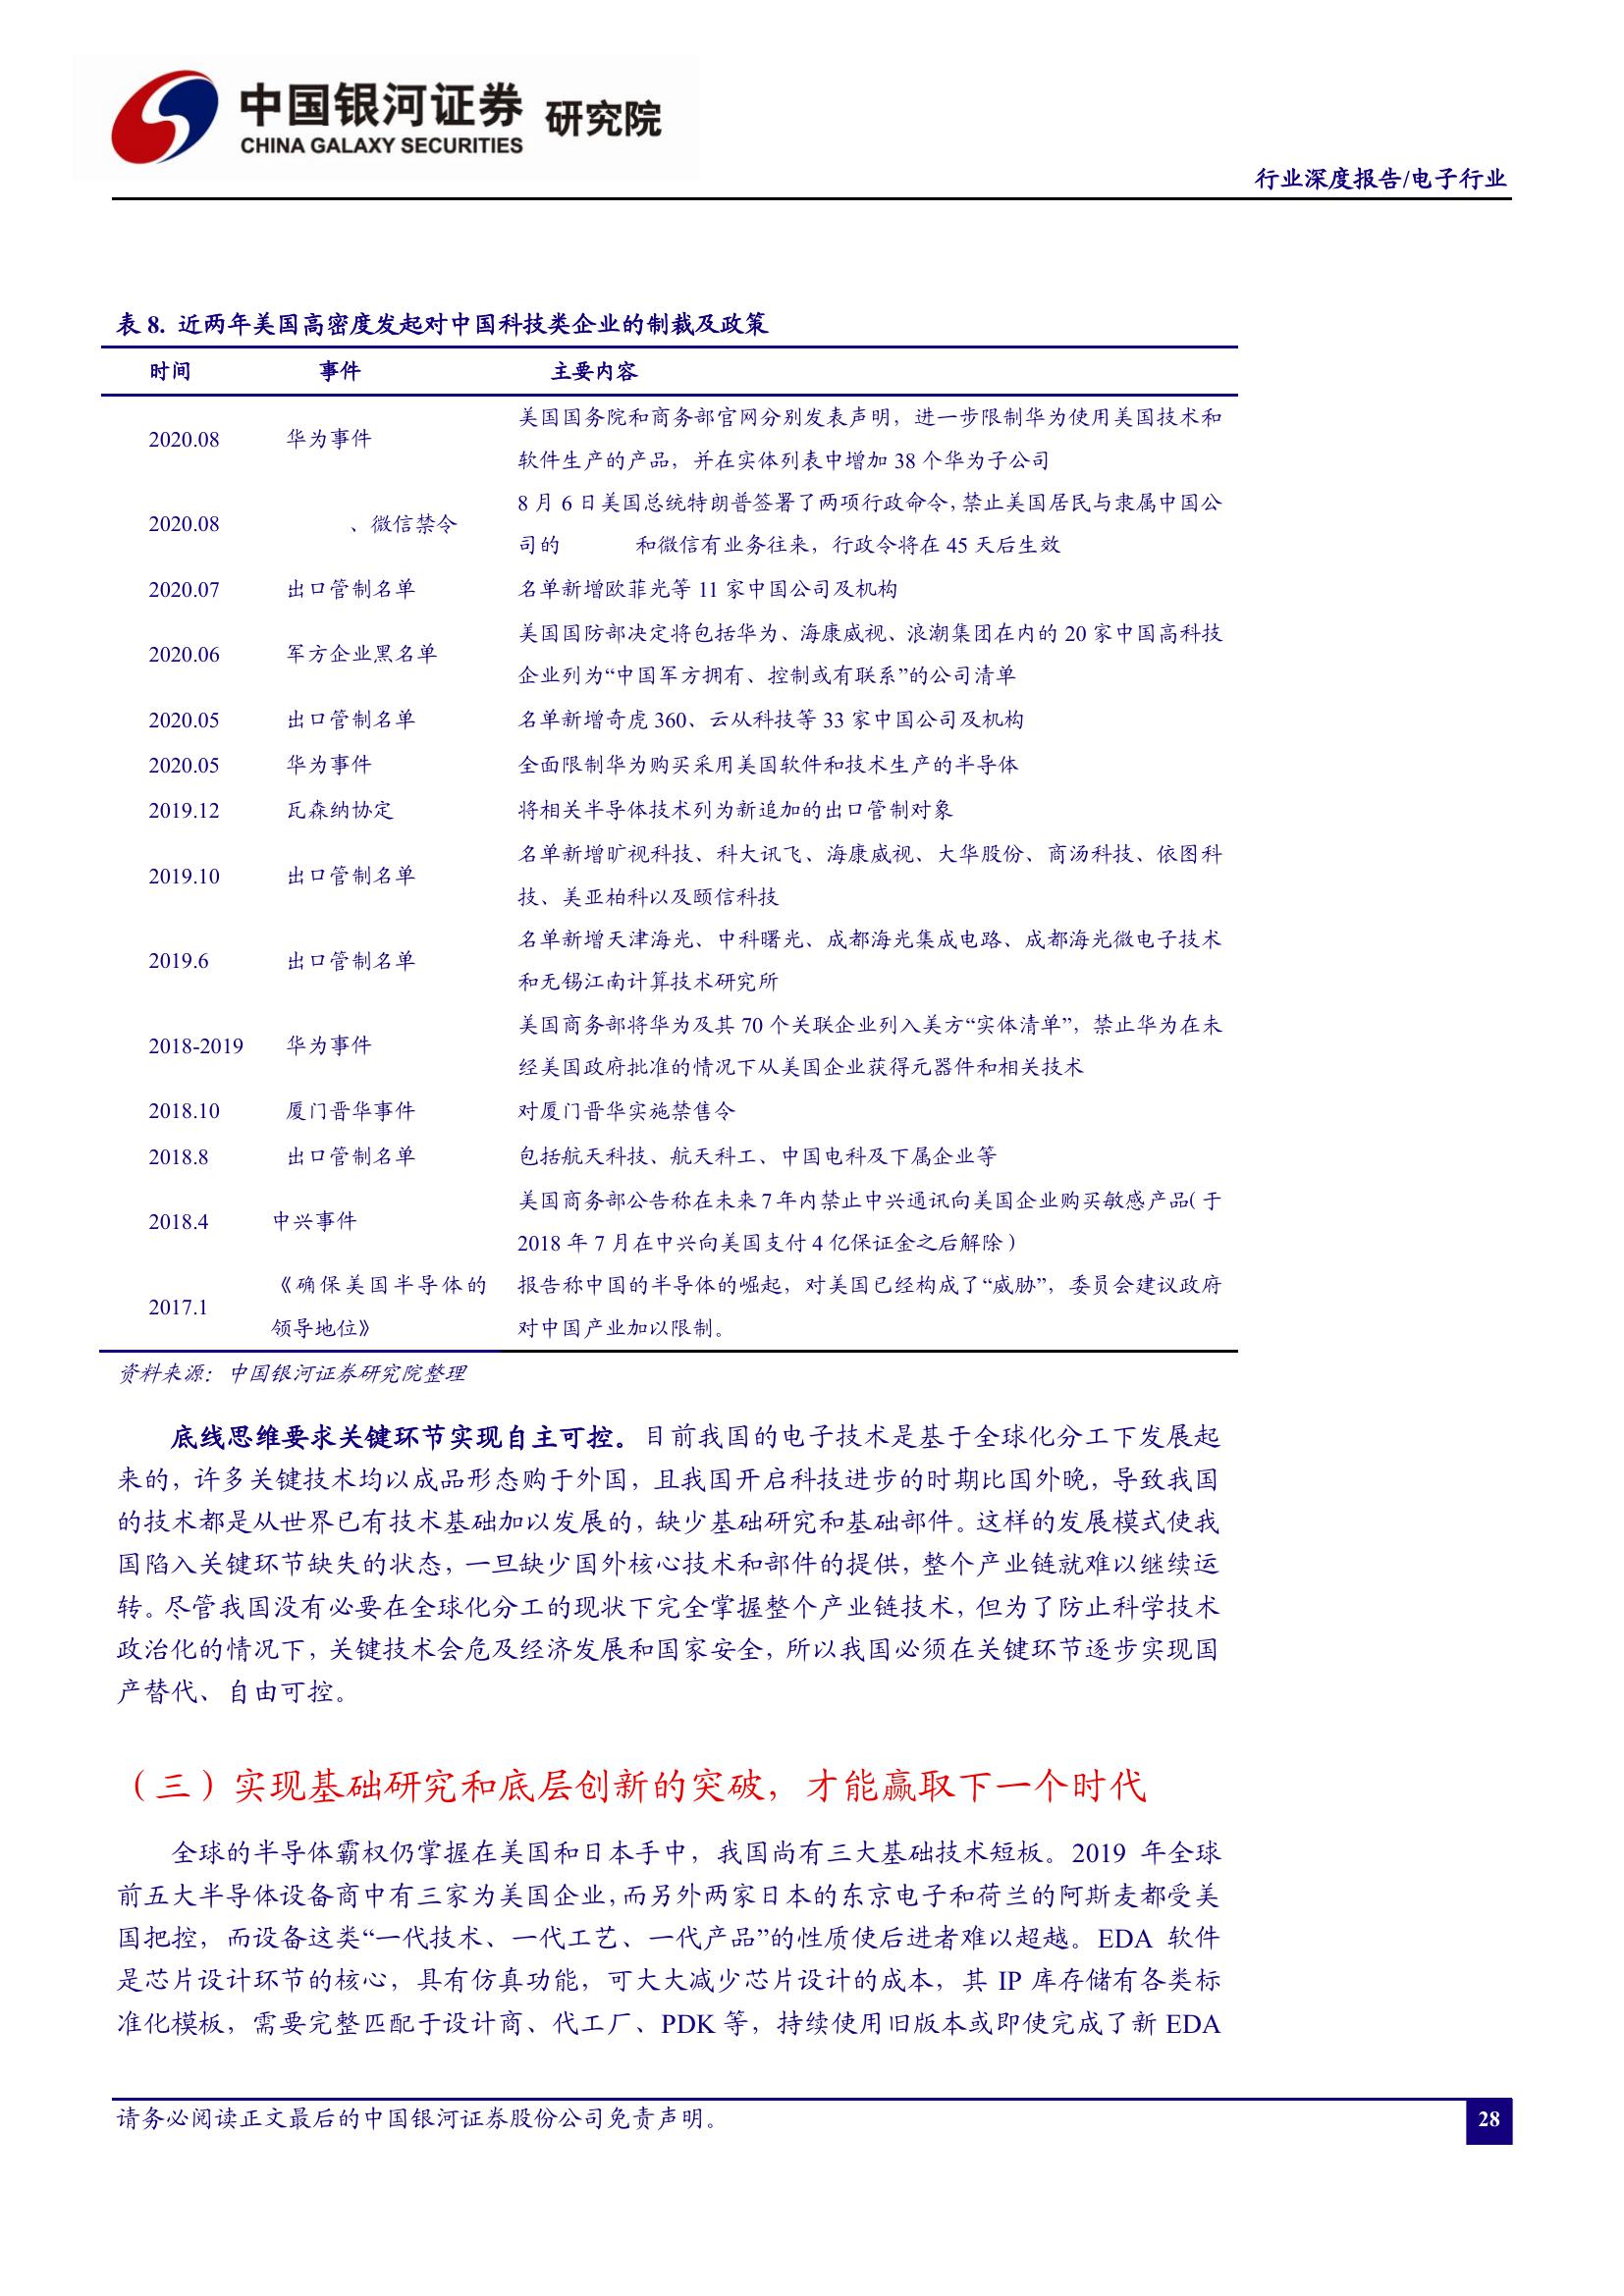 中国银河证券 研究院
CHINA GALAXY SECURITIES
行业深度报告/电子行业
表 8. 近两年美国高密度发起对中国科技类企业的制裁及政策
时间 事件 主要内容
2020.08 华为事件 美国国务院和商务部官网分别发表声明，进一步限制华为使用美国技术和
软件生产的产品，并在实体列表中增加 38 个华为子公司
2020.08 、微信禁令 8 月 6 日美国总统特朗普签署了两项行政命令，禁止美国居民与隶属中国公
司的 和微信有业务往来，行政令将在 45 天后生效
2020.07 出口管制名单 名单新增欧菲光等 11 家中国公司及机构
2020.06 军方企业黑名单 美国国防部决定将包括华为、海康威视、浪潮集团在内的 20 家中国高科技
企业列为“中国军方拥有、控制或有联系”的公司清单
2020.05 出口管制名单 名单新增奇虎 360、云从科技等 33 家中国公司及机构
2020.05 华为事件 全面限制华为购买采用美国软件和技术生产的半导体
2019.12 瓦森纳协定 将相关半导体技术列为新追加的出口管制对象
2019.10 出口管制名单 名单新增旷视科技、科大讯飞、海康威视、大华股份、商汤科技、依图科
技、美亚柏科以及颐信科技
2019.6 出口管制名单 名单新增天津海光、中科曙光、成都海光集成电路、成都海光微电子技术
和无锡江南计算技术研究所
2018-2019 华为事件 美国商务部将华为及其 70 个关联企业列入美方“实体清单”，禁止华为在未
经美国政府批准的情况下从美国企业获得元器件和相关技术
2018.10 厦门晋华事件 对厦门晋华实施禁售令
2018.8 出口管制名单 包括航天科技、航天科工、中国电科及下属企业等
2018.4 中兴事件 美国商务部公告称在未来 7 年内禁止中兴通讯向美国企业购买敏感产品（于
2018 年 7 月在中兴向美国支付 4 亿保证金之后解除）
2017.1 《确保美国半导体的 报告称中国的半导体的崛起，对美国已经构成了“威胁”，委员会建议政府
领导地位》 对中国产业加以限制。
资料来源：中国银河证券研究院整理
底线思维要求关键环节实现自主可控。目前我国的电子技术是基于全球化分工下发展起
来的，许多关键技术均以成品形态购于外国，且我国开启科技进步的时期比国外晚，导致我国
的技术都是从世界已有技术基础加以发展的，缺少基础研究和基础部件。这样的发展模式使我
国陷入关键环节缺失的状态，一旦缺少国外核心技术和部件的提供，整个产业链就难以继续运
转。尽管我国没有必要在全球化分工的现状下完全掌握整个产业链技术，但为了防止科学技术
政治化的情况下，关键技术会危及经济发展和国家安全，所以我国必须在关键环节逐步实现国
产替代、自由可控。
（三）实现基础研究和底层创新的突破，才能赢取下一个时代
全球的半导体霸权仍掌握在美国和日本手中，我国尚有三大基础技术短板。2019 年全球
前五大半导体设备商中有三家为美国企业，而另外两家日本的东京电子和荷兰的阿斯麦都受美
国把控，而设备这类“一代技术、一代工艺、一代产品”的性质使后进者难以超越。EDA 软件
是芯片设计环节的核心，具有仿真功能，可大大减少芯片设计的成本，其 IP 库存储有各类标
准化模板，需要完整匹配于设计商、代工厂、PDK 等，持续使用旧版本或即使完成了新 EDA
请务必阅读正文最后的中国银河证券股份公司免责声明。
28